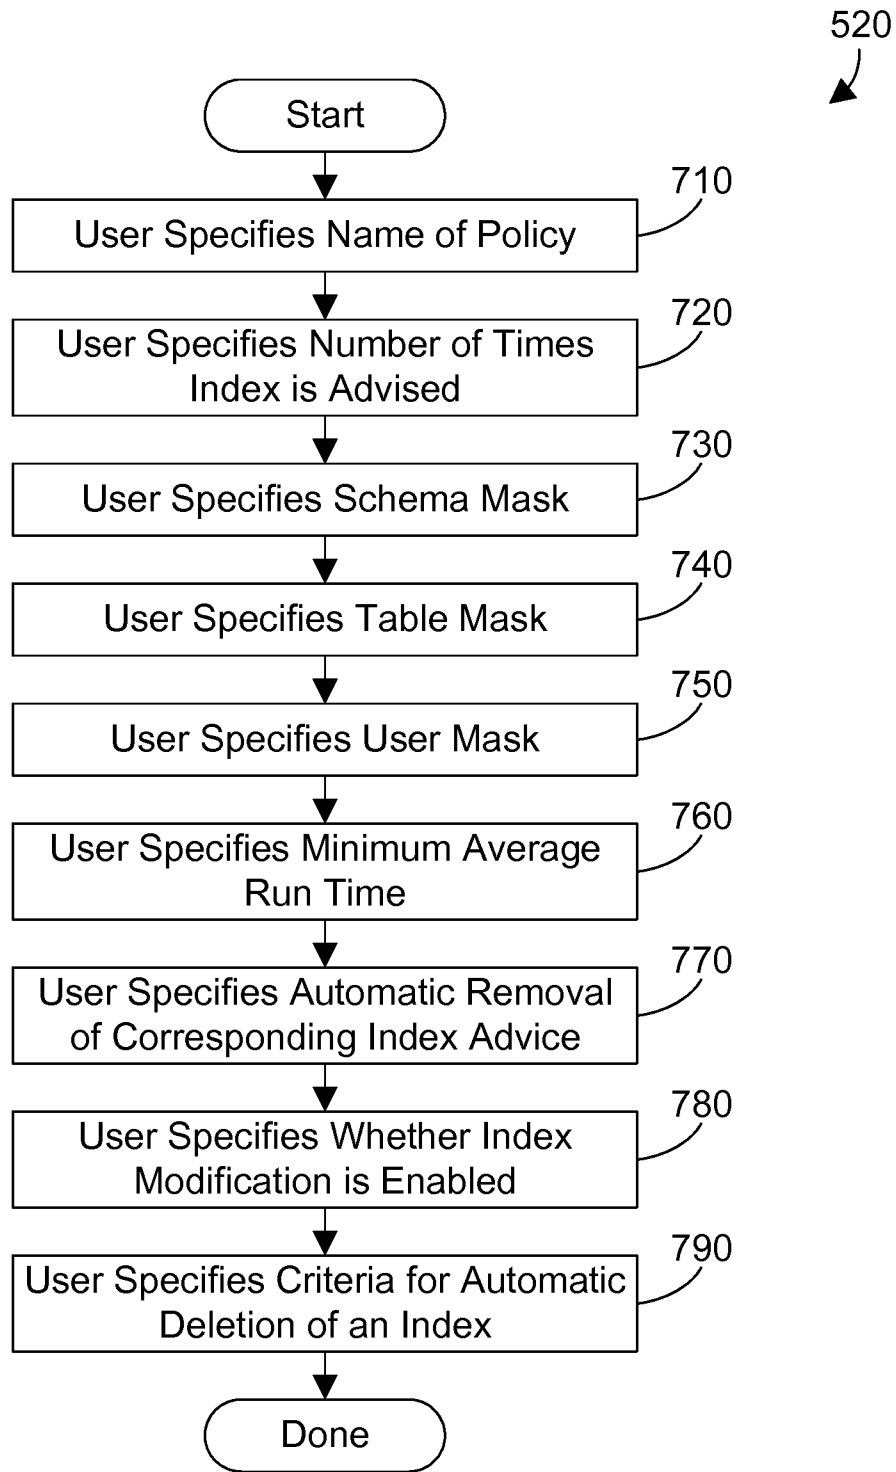 520
Start
710
User Specifies Name of Policy
720
User Specifies Number of Times
Index is Advised
730
User Specifies Schema Mask
740
User Specifies Table Mask
750
User Specifies User Mask
760
User Specifies Minimum Average
Run Time
770
User Specifies Automatic Removal
of Corresponding Index Advice
780
User Specifies Whether Index
Modification is Enabled
790
User Specifies Criteria for Automatic
Deletion of an Index
Done